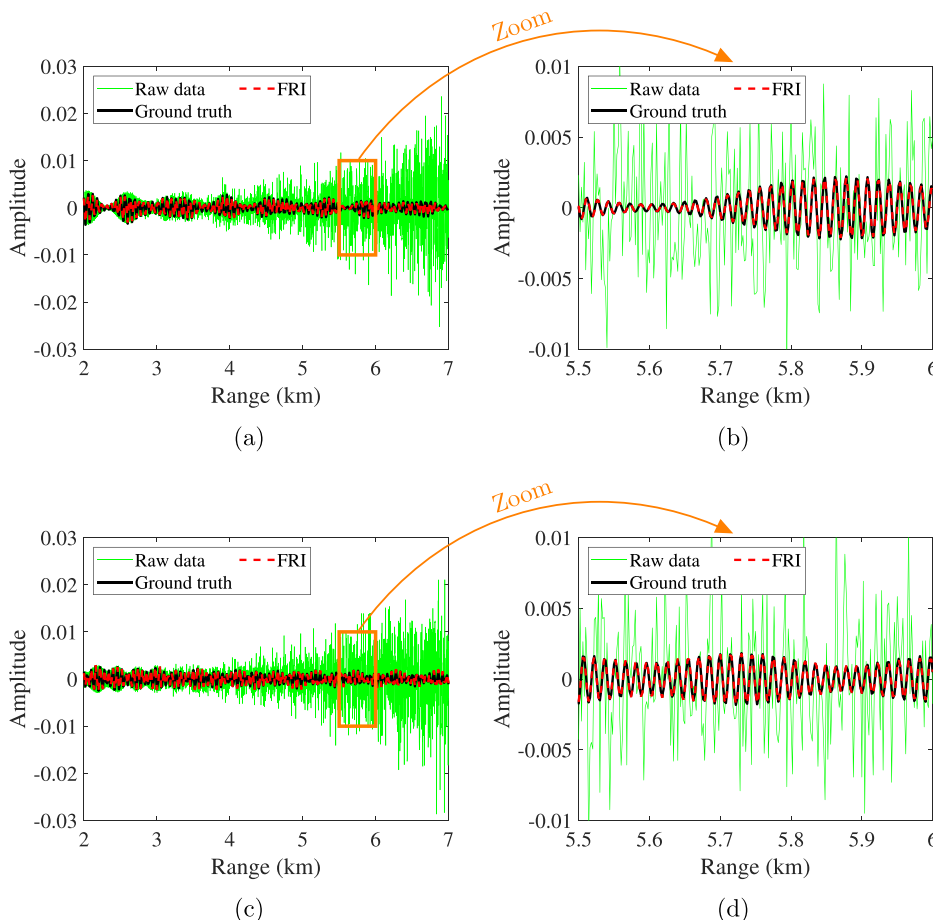 Zoom
0.03
0.02
0.01
0
-0.01
-0.02
-0.03
Amplitude
Raw data
FRI
Ground truth
2 3 4 5 6 7
Range (km)
(a)
0.01
0.005
0
-0.005
-0.01
Amplitude
Raw data
FRI
Ground truth
5.5 5.6 5.7 5.8 5.9 6
Range (km)
(b)
Zoom
0.03
0.02
0.01
0
-0.01
-0.02
-0.03
Amplitude
Raw data
FRI
Ground truth
2 3 4 5 6 7
Range (km)
(c)
0.01
0.005
0
-0.005
-0.01
Amplitude
Raw data
FRI
Ground truth
5.5 5.6 5.7 5.8 5.9 6
Range (km)
(d)